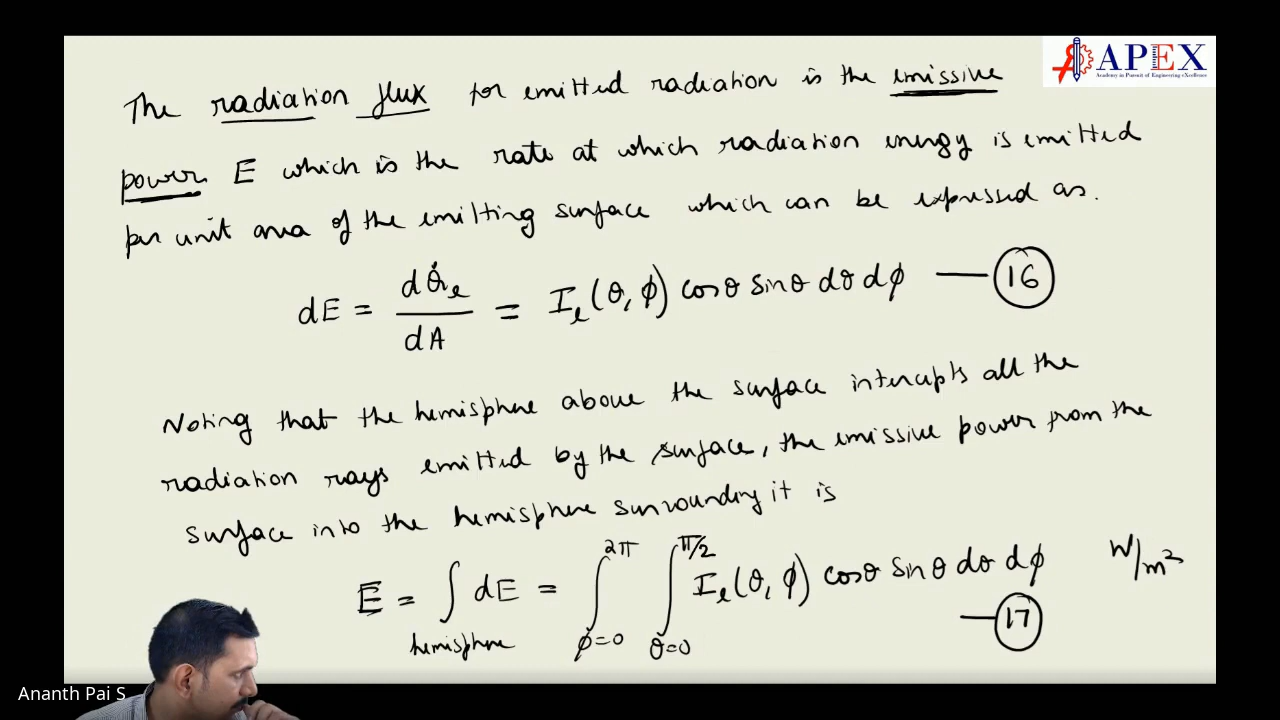 APEX
Academy in Pursuit of Engineering eXcellence
The radiation flux for emitted radiation is the emissive
power E which is the rate at which radiation energy is emitted
per unit area of the emitting surface which can be expressed as.
dE = dQ̇e / dA = Ie(θ, φ) cosθ sinθ dθ dφ — 16
Noting that the hemisphere above the surface intercepts all the
radiation rays emitted by the surface, the emissive power from the
surface into the hemisphere surrounding it is
E = ∫hemisphere dE = ∫φ=0^2π ∫θ=0^π/2 Ie(θ, φ) cosθ sinθ dθ dφ W/m²
— 17
Ananth Pai S